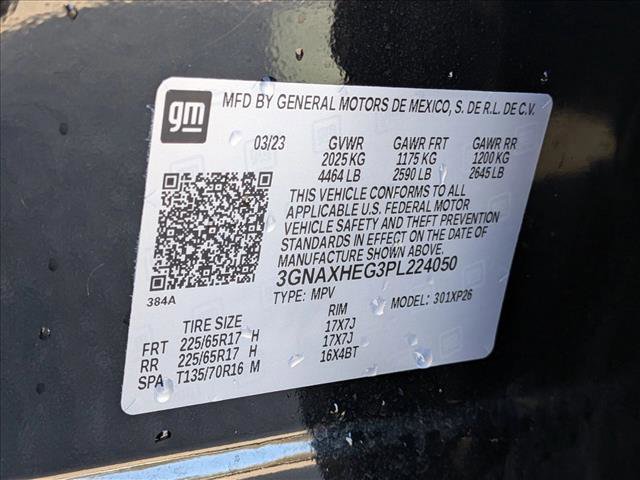 gm
MFD BY GENERAL MOTORS DE MEXICO, S. DE R.L. DE C.V.
03/23 GVWR GAWR FRT GAWR RR
2025 KG 1175 KG 1200 KG
4464 LB 2590 LB 2645 LB
THIS VEHICLE CONFORMS TO ALL
APPLICABLE U.S. FEDERAL MOTOR
VEHICLE SAFETY AND THEFT PREVENTION
STANDARDS IN EFFECT ON THE DATE
OF MANUFACTURE SHOWN ABOVE.
3GNAXHEG3PL224050
384A TYPE: MPV MODEL: 301XP26
TIRE SIZE RIM
FRT 225/65R17 H 17X7J
RR 225/65R17 H 17X7J
SPA T135/70R16 M 16X4BT